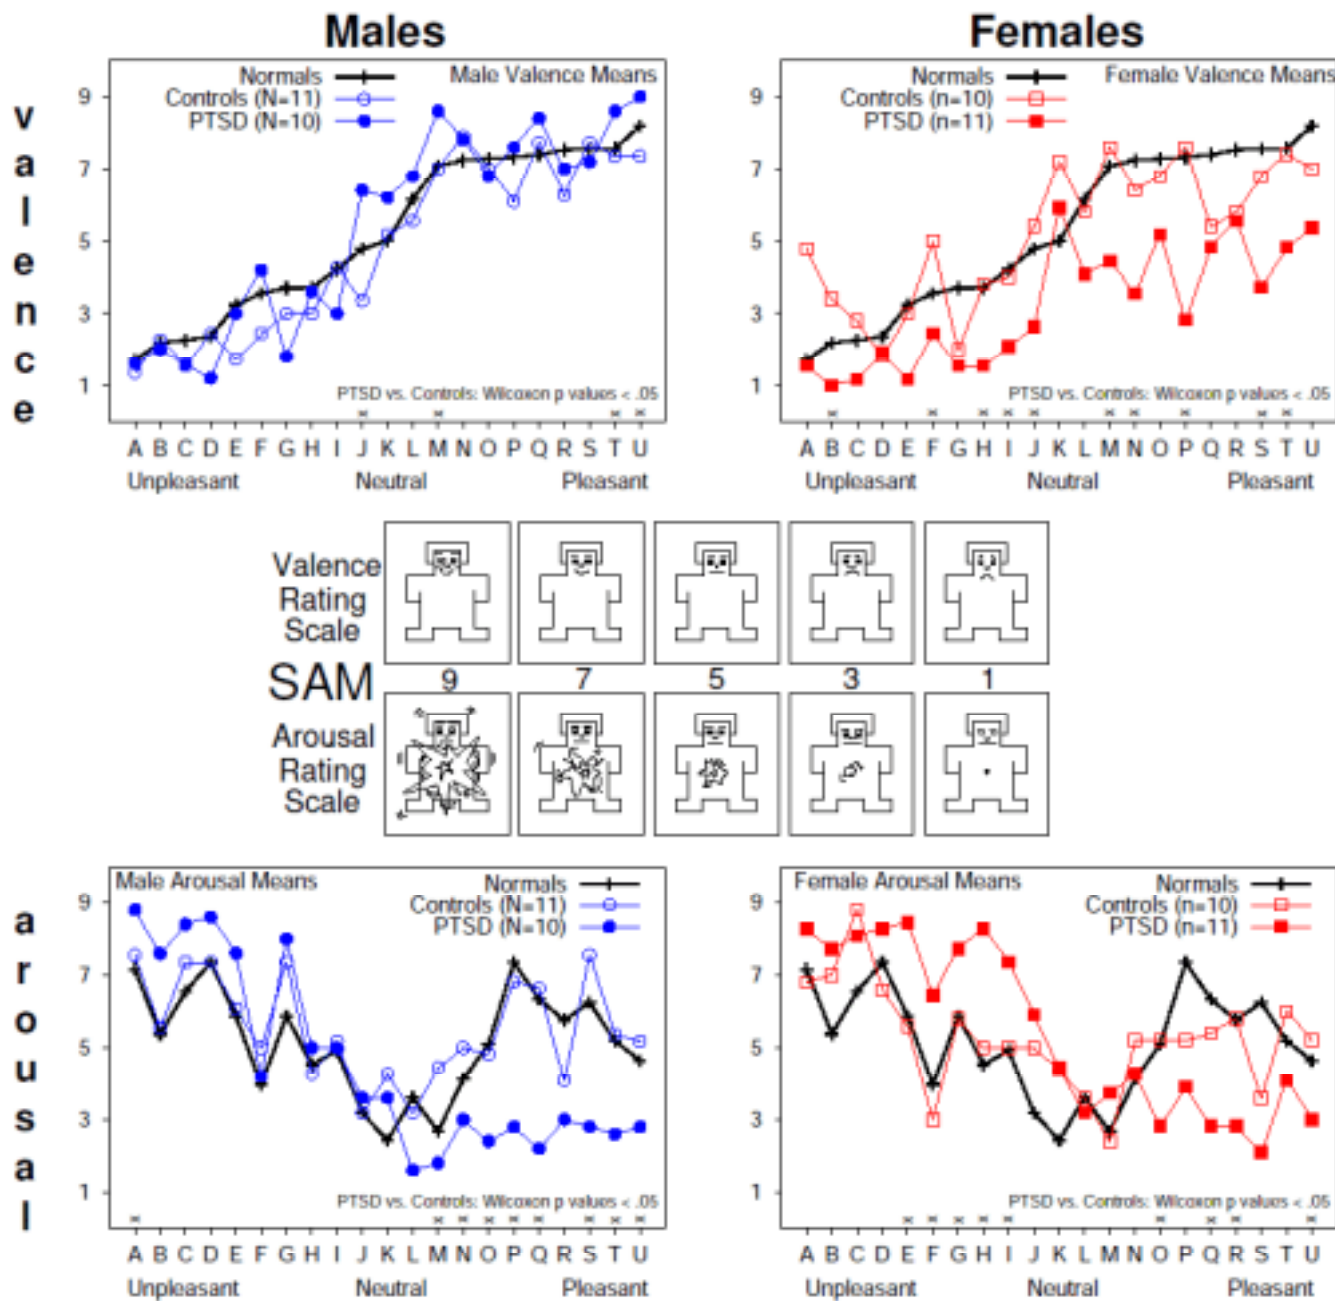 Males
Females
valence
Normals
Controls (N=11)
PTSD (N=10)
Male Valence Means
9
7
5
3
1
PTSD vs. Controls: Wilcoxon p values < .05
x x x x
A B C D E F G H I J K L M N O P Q R S T U
Unpleasant Neutral Pleasant
Normals
Controls (n=10)
PTSD (n=11)
Female Valence Means
9
7
5
3
1
PTSD vs. Controls: Wilcoxon p values < .05
x x x x x x x x x x
A B C D E F G H I J K L M N O P Q R S T U
Unpleasant Neutral Pleasant
Valence
Rating
Scale
SAM
9 7 5 3 1
Arousal
Rating
Scale
arousal
Male Arousal Means
Normals
Controls (N=11)
PTSD (N=10)
9
7
5
3
1
PTSD vs. Controls: Wilcoxon p values < .05
x x x x x x x x x
A B C D E F G H I J K L M N O P Q R S T U
Unpleasant Neutral Pleasant
Female Arousal Means
Normals
Controls (n=10)
PTSD (n=11)
9
7
5
3
1
PTSD vs. Controls: Wilcoxon p values < .05
x x x x x x x x x
A B C D E F G H I J K L M N O P Q R S T U
Unpleasant Neutral Pleasant